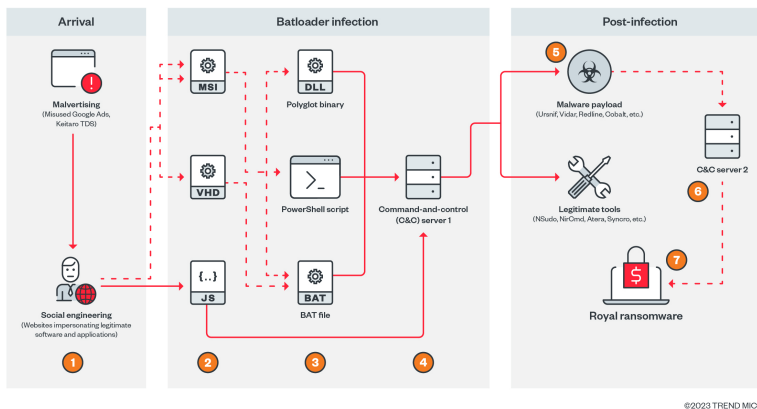 Arrival
Batloader infection
Post-infection
Malvertising
(Misused Google Ads,
Keitaro TDS)
Social engineering
(Websites impersonating legitimate
software and applications)
1
MSI
VHD
{..}
JS
2
DLL
Polyglot binary
>_
PowerShell script
BAT
BAT file
3
Command-and-control
(C&C) server 1
4
5
Malware payload
(Ursnif, Vidar, Redline, Cobalt, etc.)
Legitimate tools
(NSudo, NirCmd, Atera, Syncro, etc.)
C&C server 2
6
$
7
Royal ransomware
©2023 TREND MIC